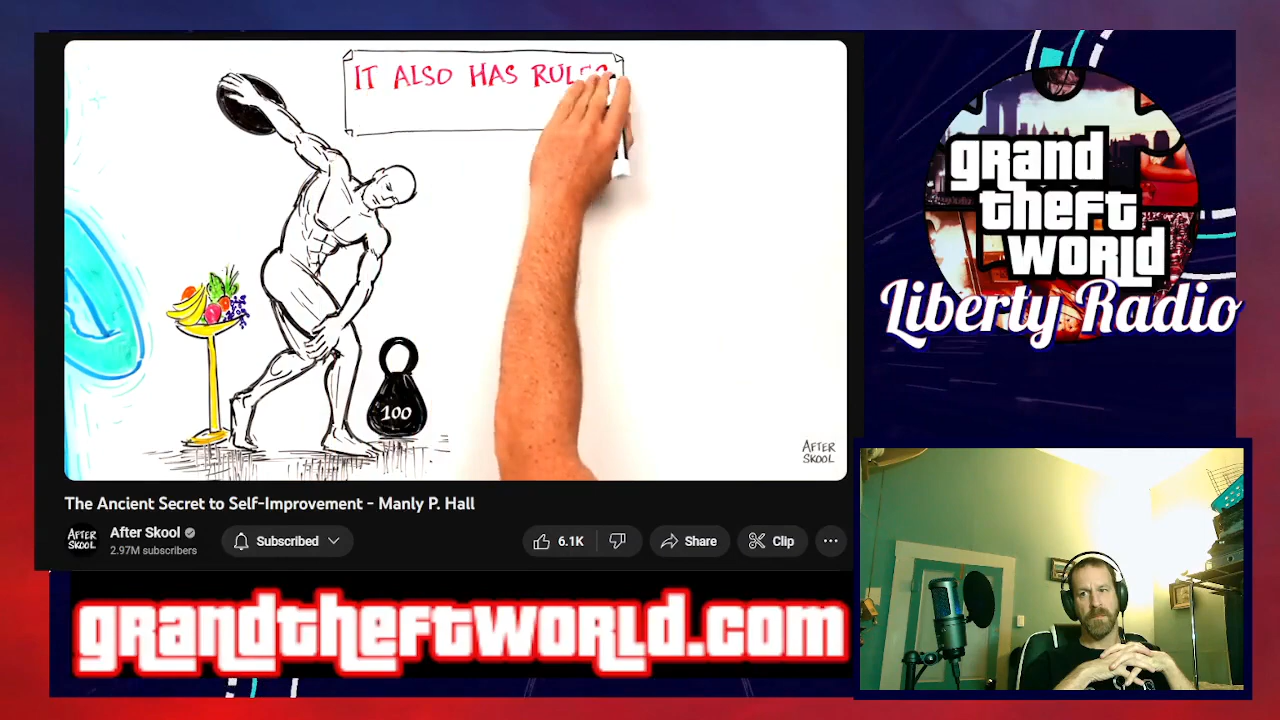 IT ALSO HAS RULES
100
AFTER
SKOOL
The Ancient Secret to Self-Improvement - Manly P. Hall
AFTER
SKOOL
After Skool
2.97M subscribers
Subscribed
6.1K
Share
Clip
grand
theft
world
Liberty Radio
grandtheftworld.com